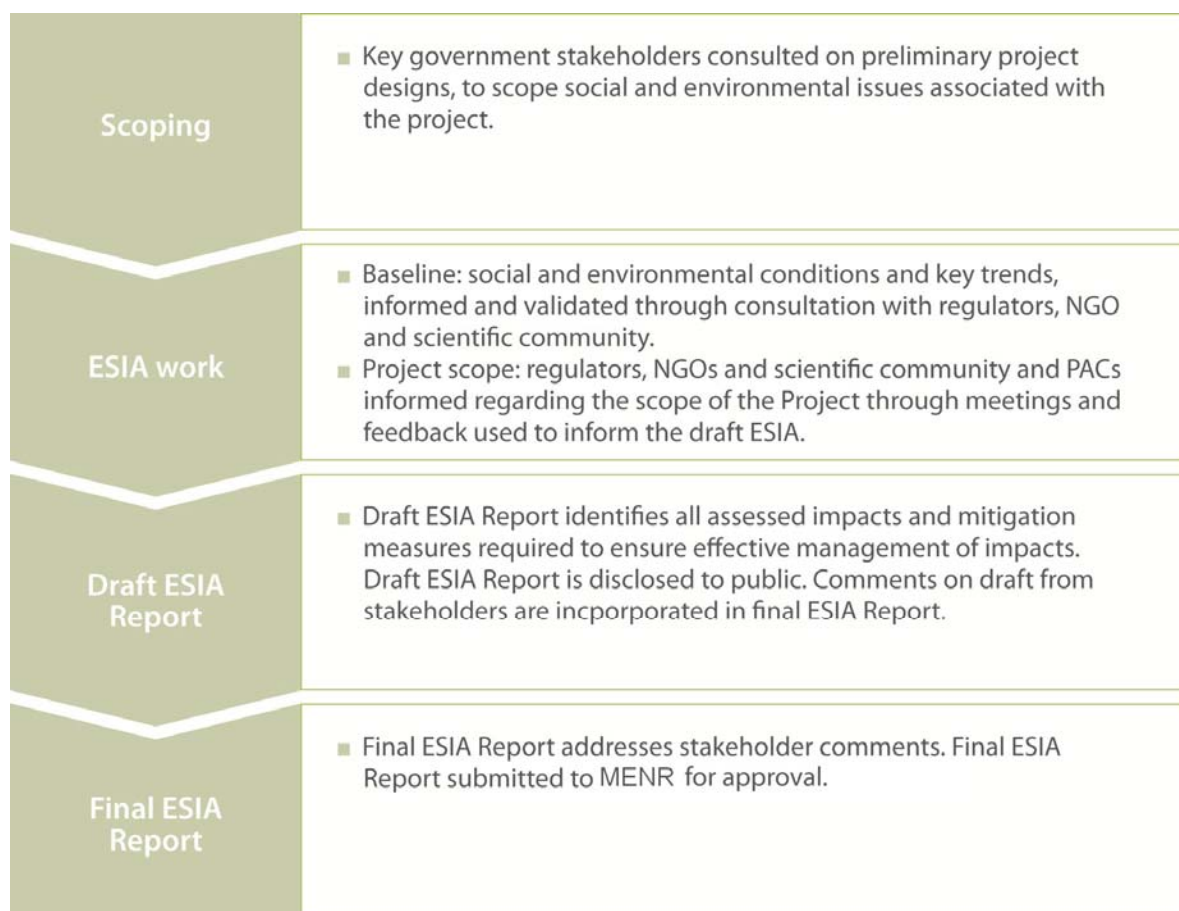 Scoping
■ Key government stakeholders consulted on preliminary project
designs, to scope social and environmental issues associated with
the project.
ESIA work
■ Baseline: social and environmental conditions and key trends,
informed and validated through consultation with regulators, NGO
and scientific community.
■ Project scope: regulators, NGOs and scientific community and PACs
informed regarding the scope of the Project through meetings and
feedback used to inform the draft ESIA.
Draft ESIA
Report
■ Draft ESIA Report identifies all assessed impacts and mitigation
measures required to ensure effective management of impacts.
Draft ESIA Report is disclosed to public. Comments on draft from
stakeholders are incporporated in final ESIA Report.
Final ESIA
Report
■ Final ESIA Report addresses stakeholder comments. Final ESIA
Report submitted to MENR for approval.